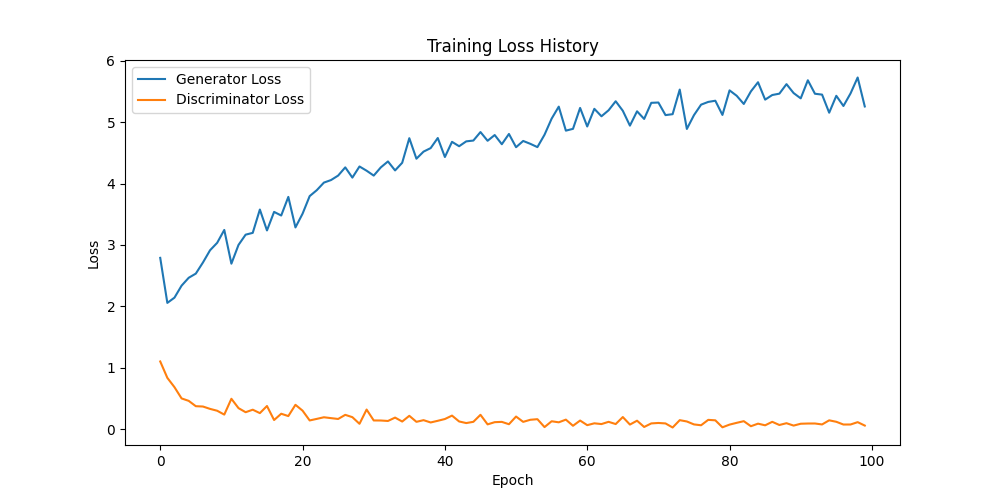 Training Loss History
Generator Loss
Discriminator Loss
Loss
6
5
4
3
2
1
0
0 20 40 60 80 100
Epoch